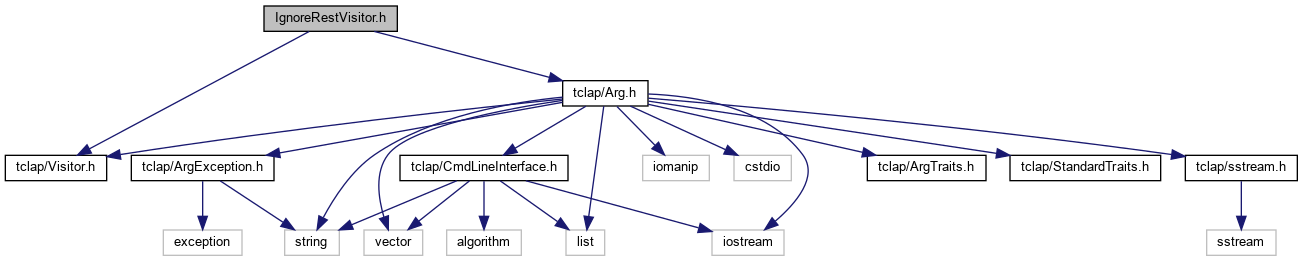 IgnoreRestVisitor.h
tclap/Arg.h
tclap/Visitor.h
tclap/ArgException.h
tclap/CmdLineInterface.h
iomanip
cstdio
tclap/ArgTraits.h
tclap/StandardTraits.h
tclap/sstream.h
exception
string
vector
algorithm
list
iostream
sstream